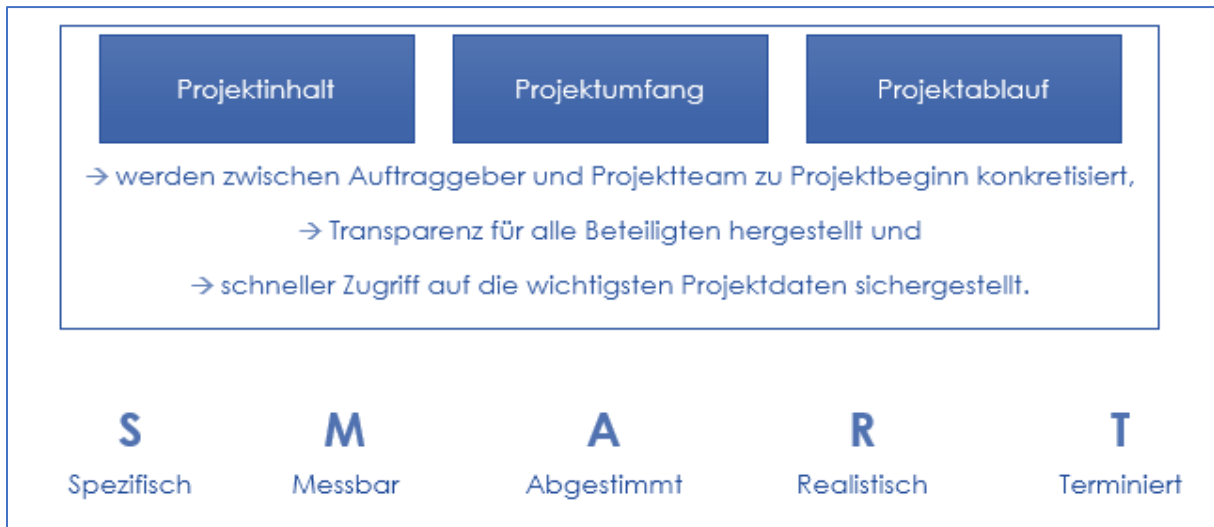 Projektinhalt Projektumfang Projektablauf
→ werden zwischen Auftraggeber und Projektteam zu Projektbeginn konkretisiert,
→ Transparenz für alle Beteiligten hergestellt und
→ schneller Zugriff auf die wichtigsten Projektdaten sichergestellt.
S M A R T
Spezifisch Messbar Abgestimmt Realistisch Terminiert